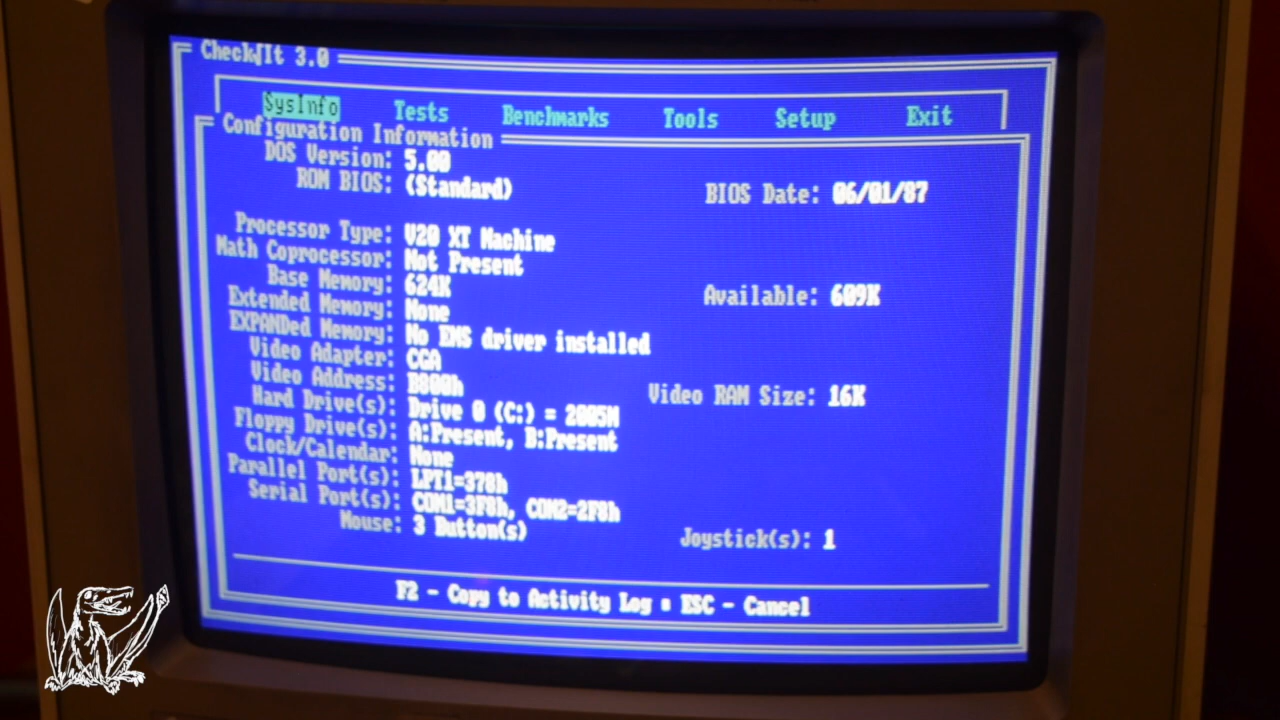 Check√It 3.0
SysInfo Tests Benchmarks Tools Setup Exit
Configuration Information
DOS Version: 5.00
ROM BIOS: (Standard) BIOS Date: 06/01/87
Processor Type: V20 XT Machine
Math Coprocessor: Not Present
Base Memory: 624K Available: 609K
Extended Memory: None
EXPANDed Memory: No EMS driver installed
Video Adapter: CGA
Video Address: B800h Video RAM Size: 16K
Hard Drive(s): Drive 0 (C:) = 2005M
Floppy Drive(s): A:Present, B:Present
Clock/Calendar: None
Parallel Port(s): LPT1=378h
Serial Port(s): COM1=3F8h, COM2=2F8h
Mouse: 3 Button(s) Joystick(s): 1
F2 - Copy to Activity Log ▪ ESC - Cancel